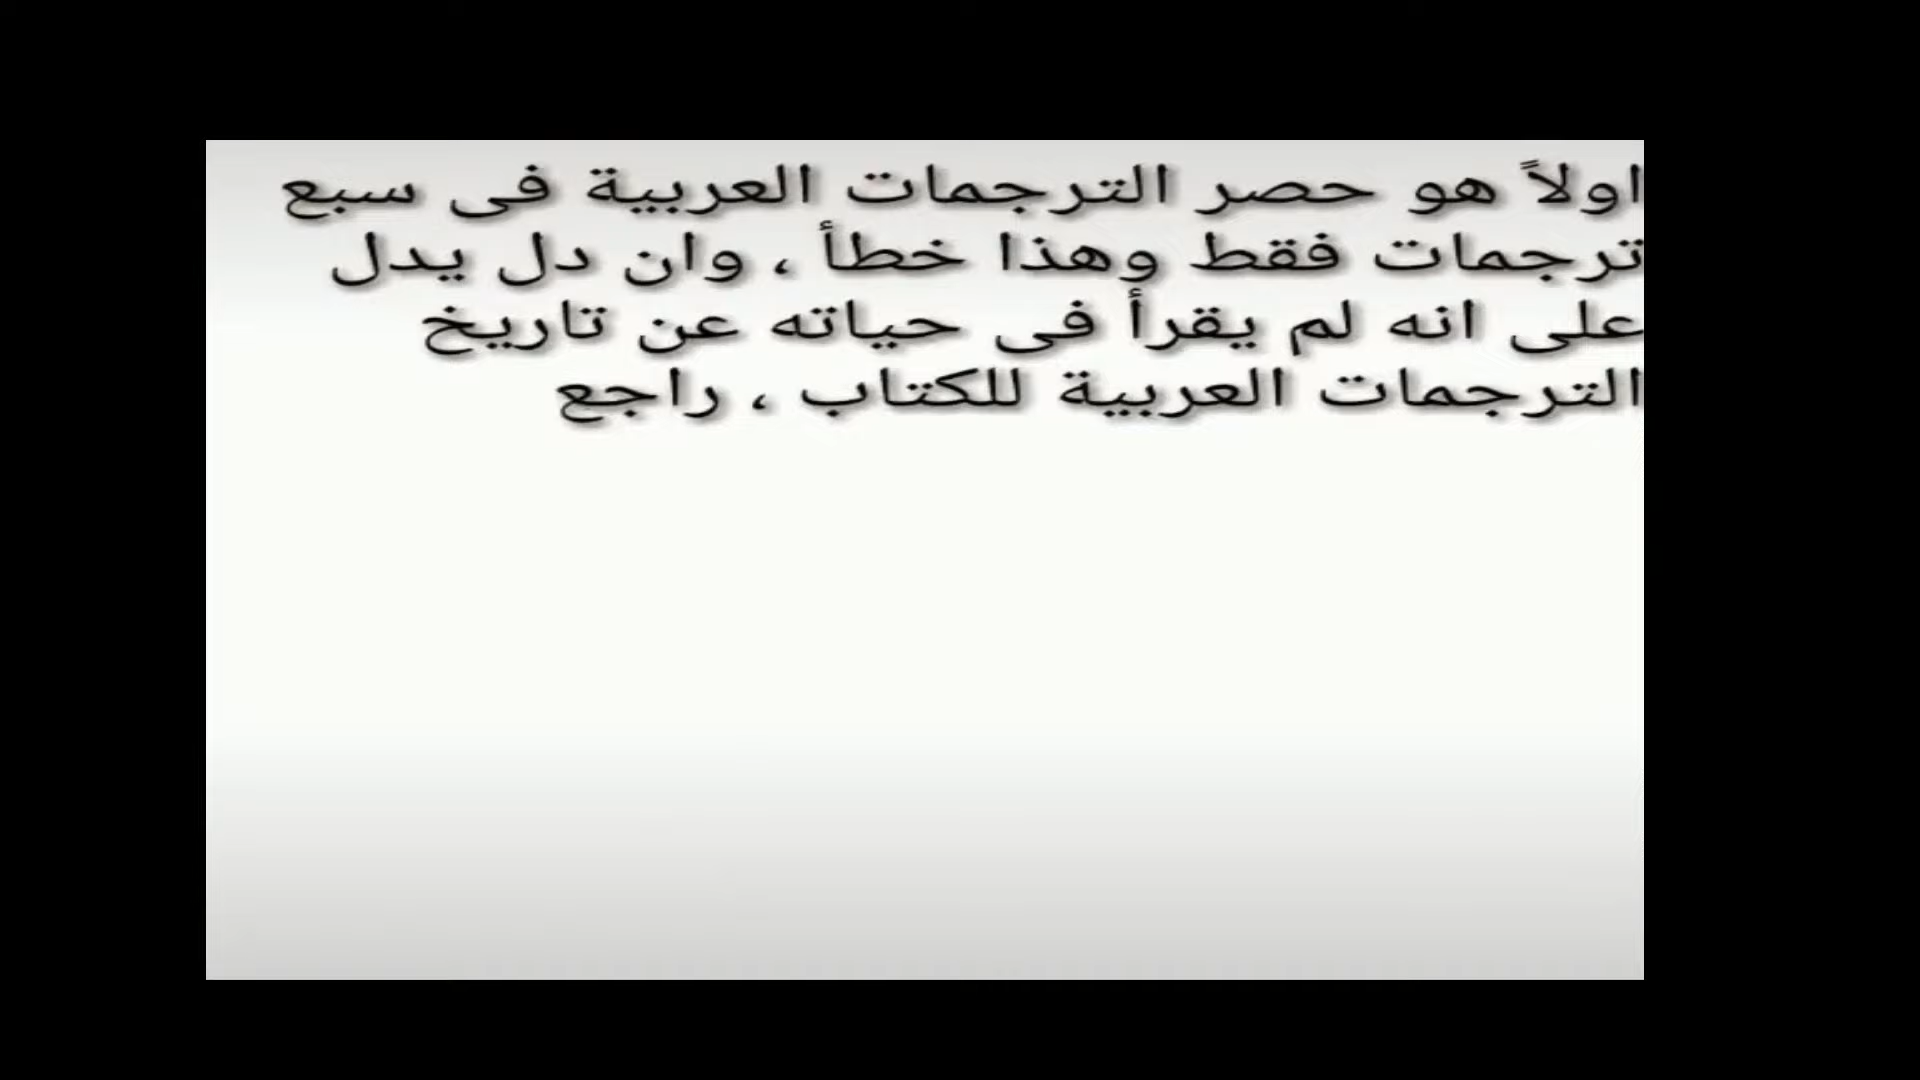 اولاً هو حصر الترجمات العربية فى سبع
ترجمات فقط وهذا خطأ ، وان دل يدل
على انه لم يقرأ فى حياته عن تاريخ
الترجمات العربية للكتاب ، راجع